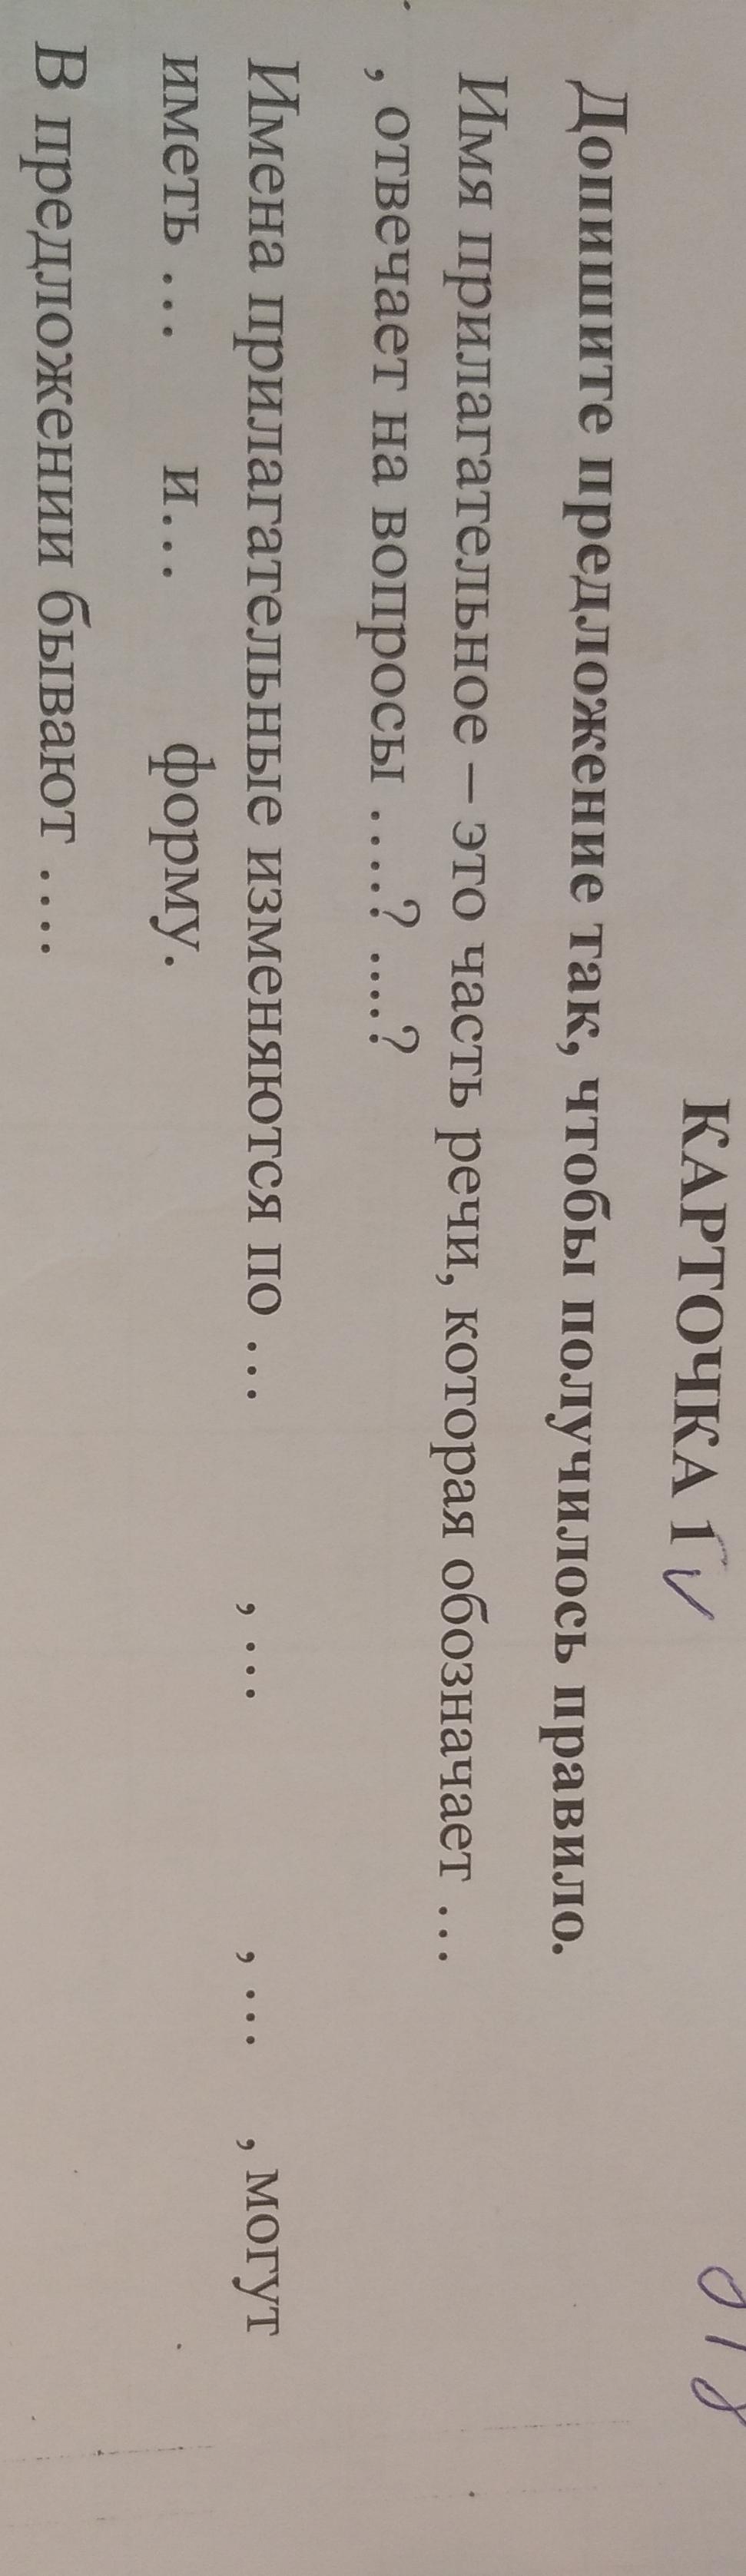 КАРТОЧКА 1 V
Допишите предложение так, чтобы получилось правило.
Имя прилагательное – это часть речи, которая обозначает …
, отвечает на вопросы ….? ….?
Имена прилагательные изменяются по … , … , … , могут
иметь … и… форму.
В предложении бывают ….